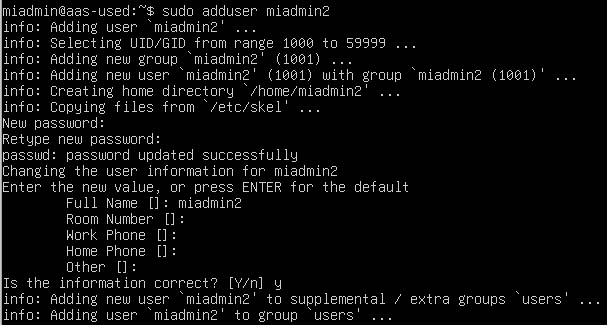 miadmin@aas-used:~$ sudo adduser miadmin2
info: Adding user `miadmin2' ...
info: Selecting UID/GID from range 1000 to 59999 ...
info: Adding new group `miadmin2' (1001) ...
info: Adding new user `miadmin2' (1001) with group `miadmin2 (1001)' ...
info: Creating home directory `/home/miadmin2' ...
info: Copying files from `/etc/skel' ...
New password:
Retype new password:
passwd: password updated successfully
Changing the user information for miadmin2
Enter the new value, or press ENTER for the default
Full Name []: miadmin2
Room Number []:
Work Phone []:
Home Phone []:
Other []:
Is the information correct? [Y/n] y
info: Adding new user `miadmin2' to supplemental / extra groups `users' ...
info: Adding user `miadmin2' to group `users' ...